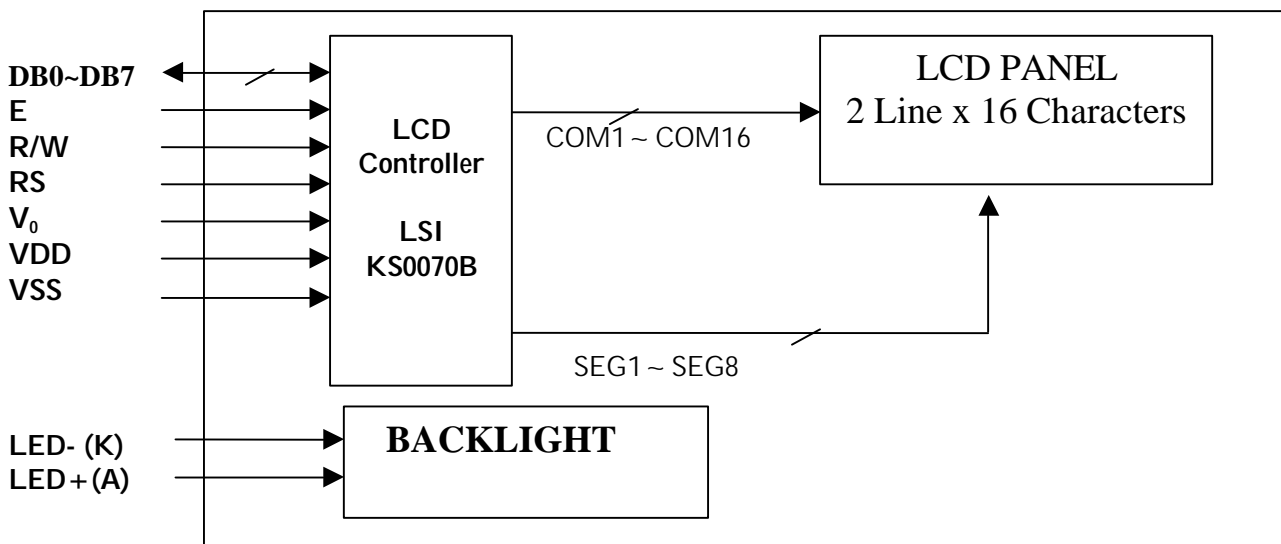 DB0~DB7
E
R/W
RS
V₀
VDD
VSS
LCD
Controller
LSI
KS0070B
COM1 ~ COM16
LCD PANEL
2 Line x 16 Characters
SEG1 ~ SEG8
LED- (K)
LED+(A)
BACKLIGHT